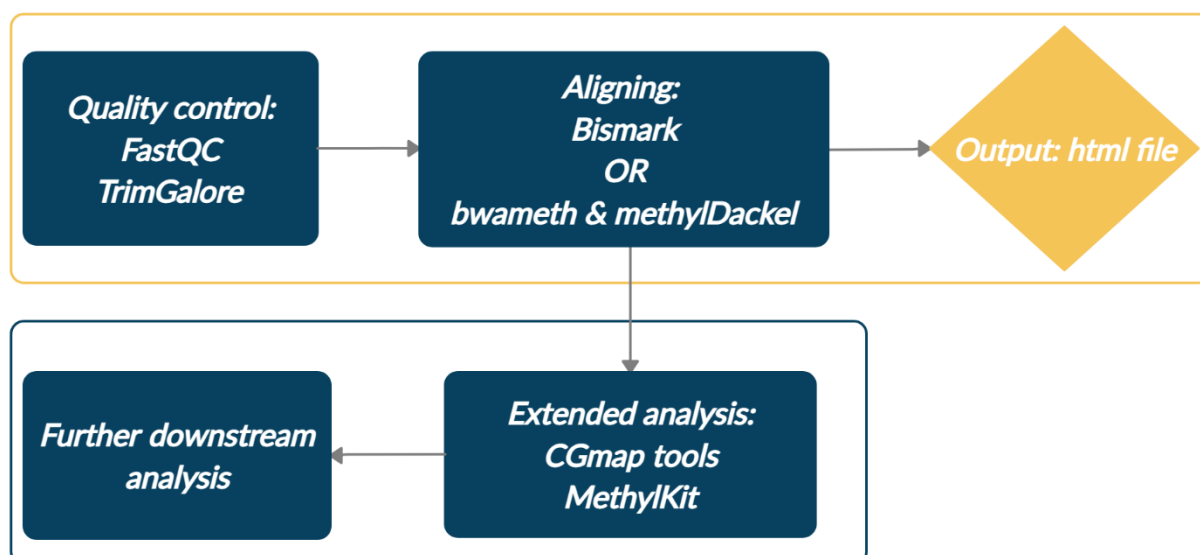 Quality control:
FastQC
TrimGalore
Aligning:
Bismark
OR
bwameth & methylDackel
Output: html file
Extended analysis:
CGmap tools
MethylKit
Further downstream
analysis